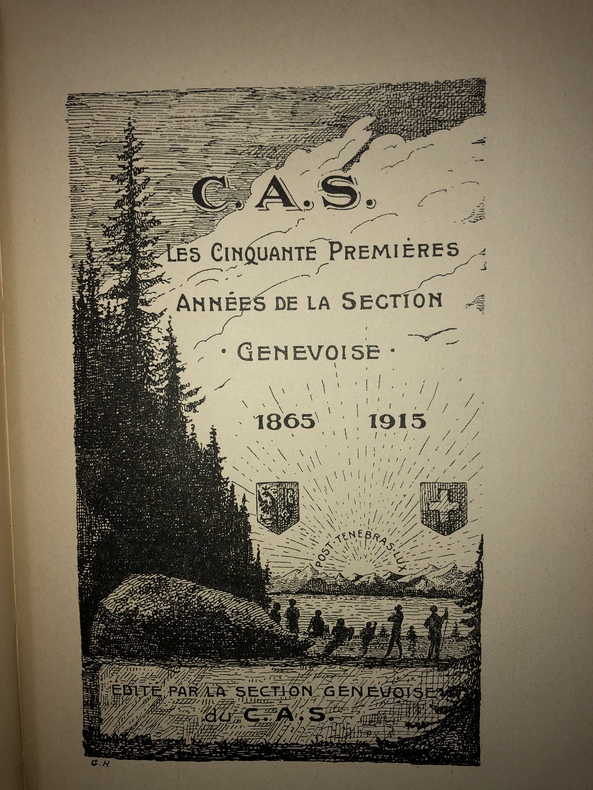 C.A.S.
LES CINQUANTE PREMIÈRES
ANNÉES DE LA SECTION
· GENEVOISE ·
1865 1915
POST·TENEBRAS·LUX
EDITÉ PAR LA SECTION GENEVOISE
du C.A.S.
G.H